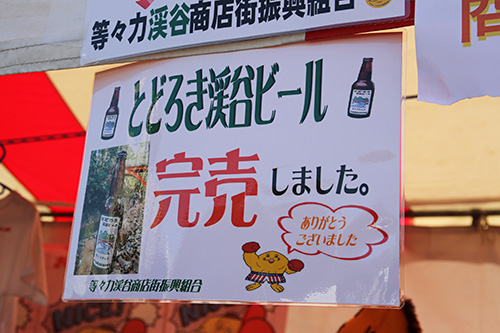 等々力渓谷商店街振興組合
とどろき渓谷ビール
完売しました。
ありがとう
ございました
等々力渓谷商店街振興組合